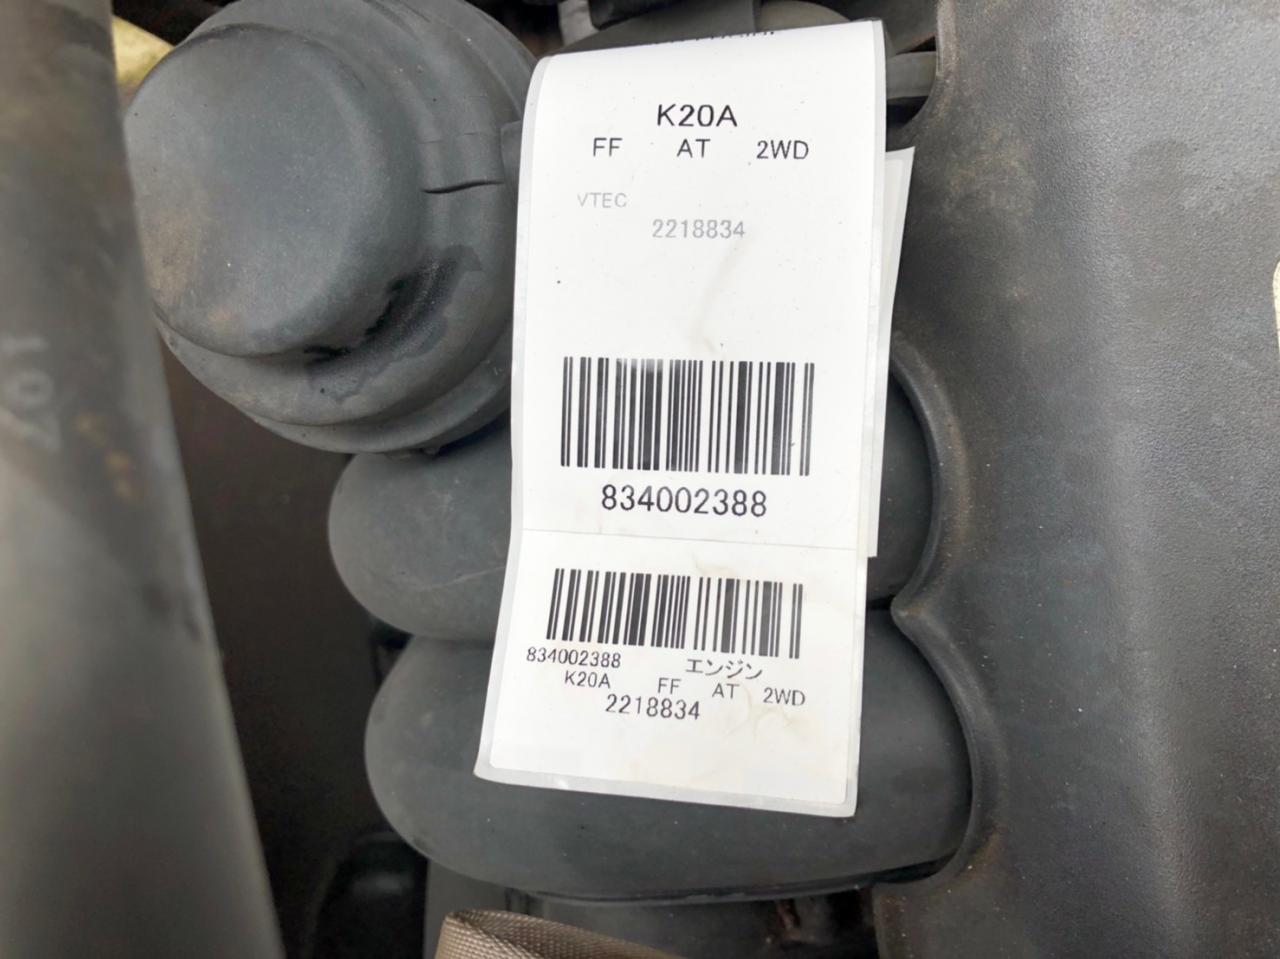 K20A
FF AT 2WD
VTEC
2218834
834002388
834002388 エンジン
K20A FF AT 2WD
2218834